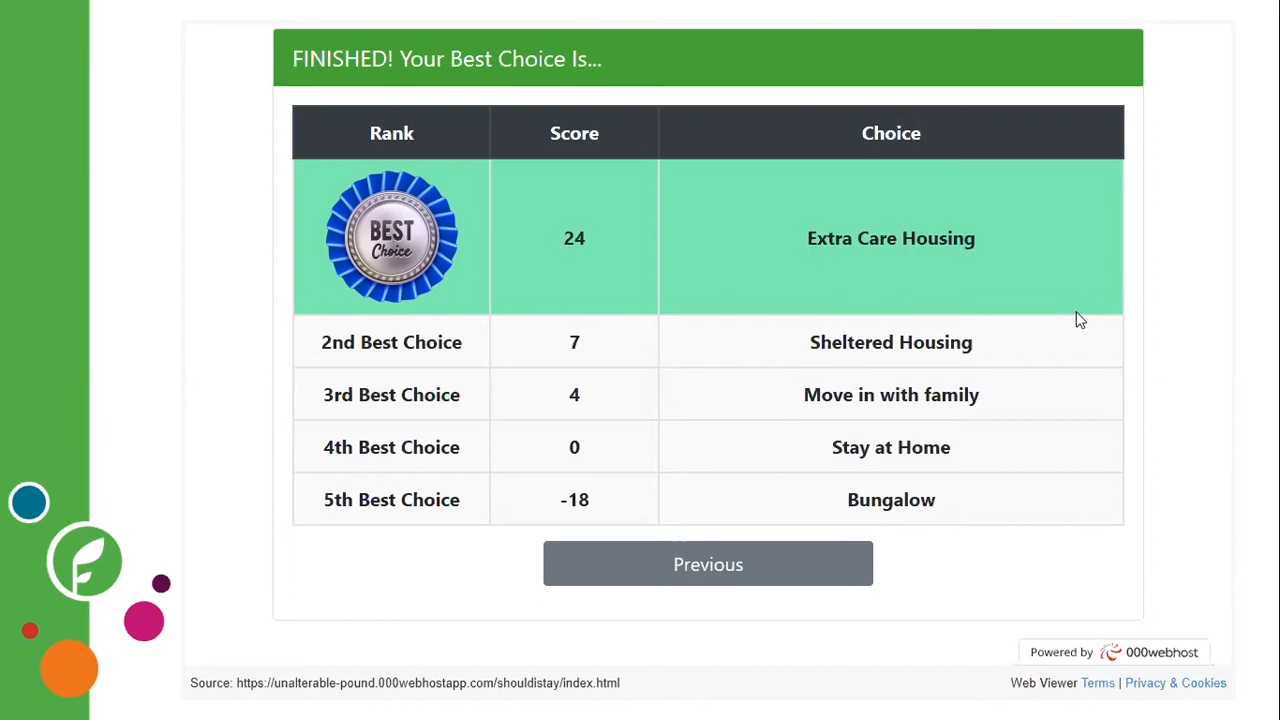 FINISHED! Your Best Choice Is...
Rank Score Choice
BEST
Choice
24 Extra Care Housing
2nd Best Choice 7 Sheltered Housing
3rd Best Choice 4 Move in with family
4th Best Choice 0 Stay at Home
5th Best Choice -18 Bungalow
Previous
Powered by 000webhost
Source: https://unalterable-pound.000webhostapp.com/shouldistay/index.html Web Viewer Terms | Privacy & Cookies